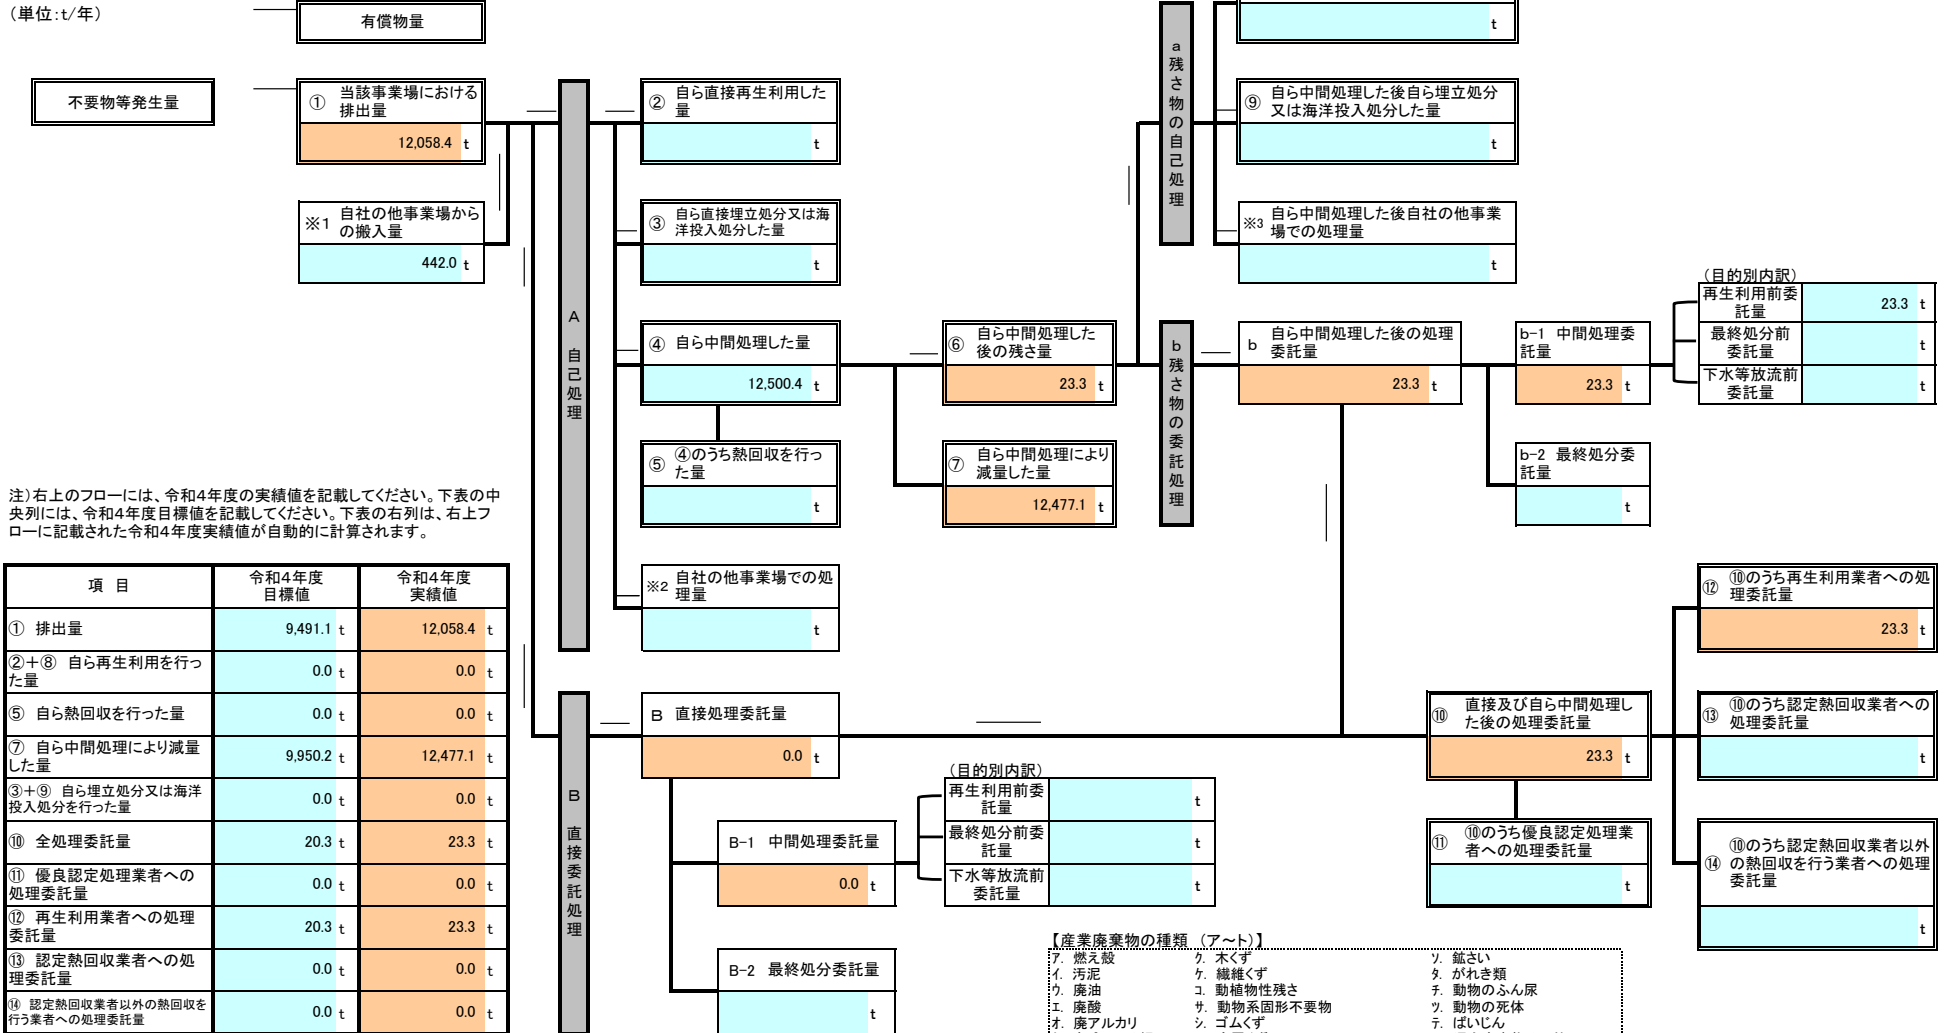 (単位:t/年)
有償物量
t
不要物等発生量
① 当該事業場における
排出量
12,058.4 t
※1 自社の他事業場から
の搬入量
442.0 t
A 自己処理
② 自ら直接再生利用した
量
t
③ 自ら直接埋立処分又は海
洋投入処分した量
t
④ 自ら中間処理した量
12,500.4 t
⑤ ④のうち熱回収を行っ
た量
t
※2 自社の他事業場での処
理量
t
⑥ 自ら中間処理した
後の残さ量
23.3 t
⑦ 自ら中間処理により
減量した量
12,477.1 t
a 残さ物の自己処理
⑨ 自ら中間処理した後自ら埋立処分
又は海洋投入処分した量
t
※3 自ら中間処理した後自社の他事業
場での処理量
t
b 残さ物の委託処理
b 自ら中間処理した後の処理
委託量
23.3 t
b-1 中間処理委
託量
23.3 t
b-2 最終処分委
託量
t
(目的別内訳)
再生利用前委
託量
23.3 t
最終処分前
委託量
t
下水等放流前
委託量
t
注)右上のフローには、令和4年度の実績値を記載してください。下表の中
央列には、令和4年度目標値を記載してください。下表の右列は、右上フ
ローに記載された令和4年度実績値が自動的に計算されます。
項 目 令和4年度
目標値 令和4年度
実績値
① 排出量 9,491.1 t 12,058.4 t
②+⑧ 自ら再生利用を行っ
た量 0.0 t 0.0 t
⑤ 自ら熱回収を行った量 0.0 t 0.0 t
⑦ 自ら中間処理により減量
した量 9,950.2 t 12,477.1 t
③+⑨ 自ら埋立処分又は海洋
投入処分を行った量 0.0 t 0.0 t
⑩ 全処理委託量 20.3 t 23.3 t
⑪ 優良認定処理業者への
処理委託量 0.0 t 0.0 t
⑫ 再生利用業者への処理
委託量 20.3 t 23.3 t
⑬ 認定熱回収業者への処
理委託量 0.0 t 0.0 t
⑭ 認定熱回収業者以外の熱回収を
行う業者への処理委託量 0.0 t 0.0 t
B 直接委託処理
B 直接処理委託量
0.0 t
B-1 中間処理委託量
0.0 t
B-2 最終処分委託量
t
(目的別内訳)
再生利用前委
託量
t
最終処分前委
託量
t
下水等放流前
委託量
t
⑩ 直接及び自ら中間処理し
た後の処理委託量
23.3 t
⑪ ⑩のうち優良認定処理業
者への処理委託量
t
⑫ ⑩のうち再生利用業者への処
理委託量
23.3 t
⑬ ⑩のうち認定熱回収業者への
処理委託量
t
⑭ ⑩のうち認定熱回収業者以外
の熱回収を行う業者への処理
委託量
t
【産業廃棄物の種類 (ア~ト)】
ア. 燃え殻 ク. 木くず ソ. 鉱さい
イ. 汚泥 ケ. 繊維くず タ. がれき類
ウ. 廃油 コ. 動植物性残さ チ. 動物のふん尿
エ. 廃酸 サ. 動物系固形不要物 ツ. 動物の死体
オ. 廃アルカリ シ. ゴムくず テ. ばいじん